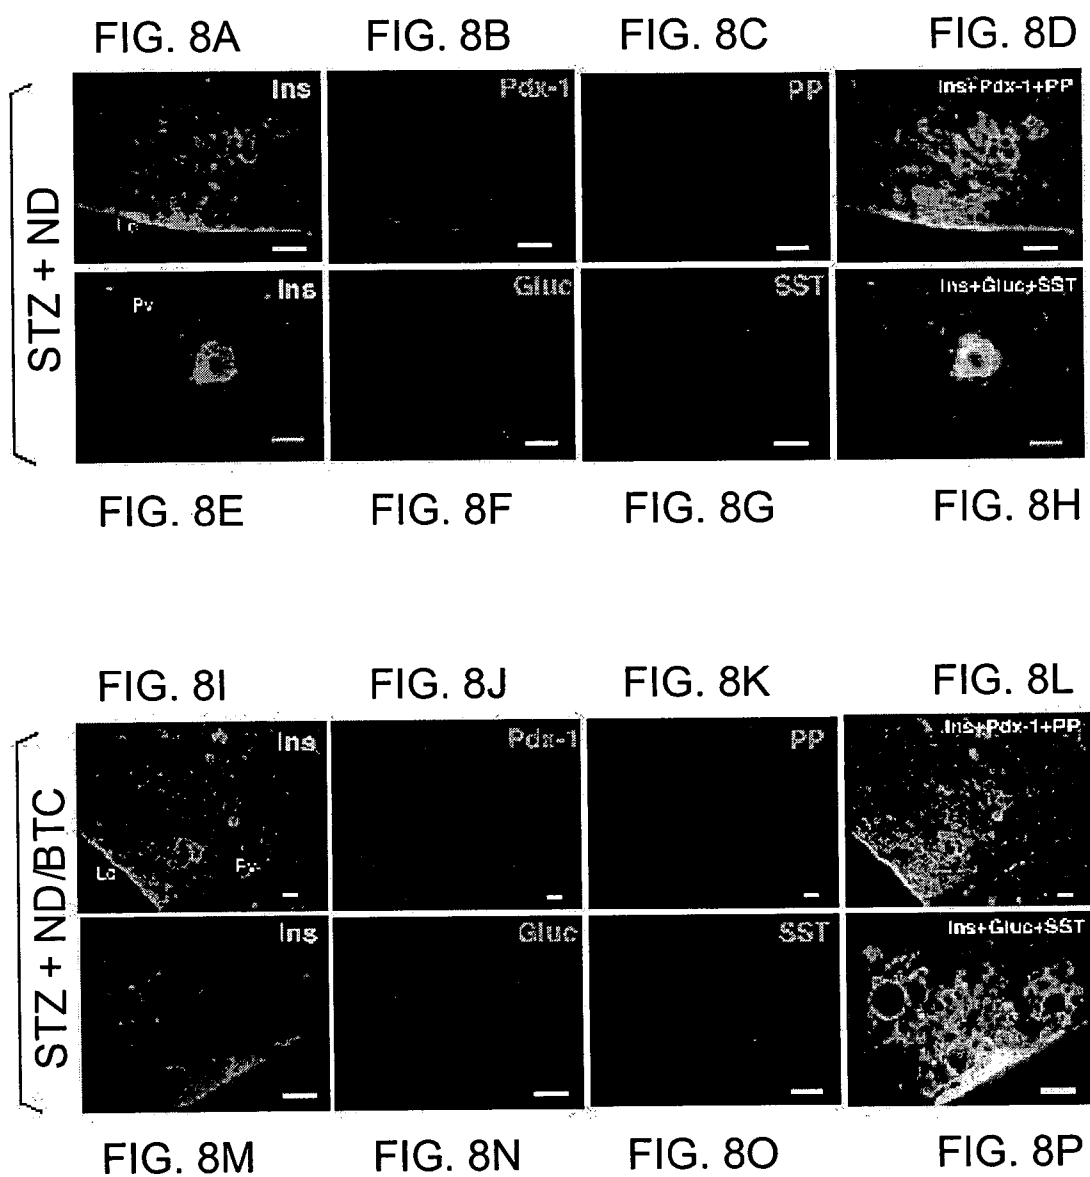 FIG. 8A FIG. 8B FIG. 8C FIG. 8D
STZ + ND
Ins Pdx-1 PP Ins+Pdx-1+PP
Lc
Ins Gluc SST Ins+Gluc+SST
Pv
FIG. 8E FIG. 8F FIG. 8G FIG. 8H
FIG. 8I FIG. 8J FIG. 8K FIG. 8L
STZ + ND/BTC
Ins Pdx-1 PP Ins+Pdx-1+PP
Lc Pv
Ins Gluc SST Ins+Gluc+SST
FIG. 8M FIG. 8N FIG. 8O FIG. 8P